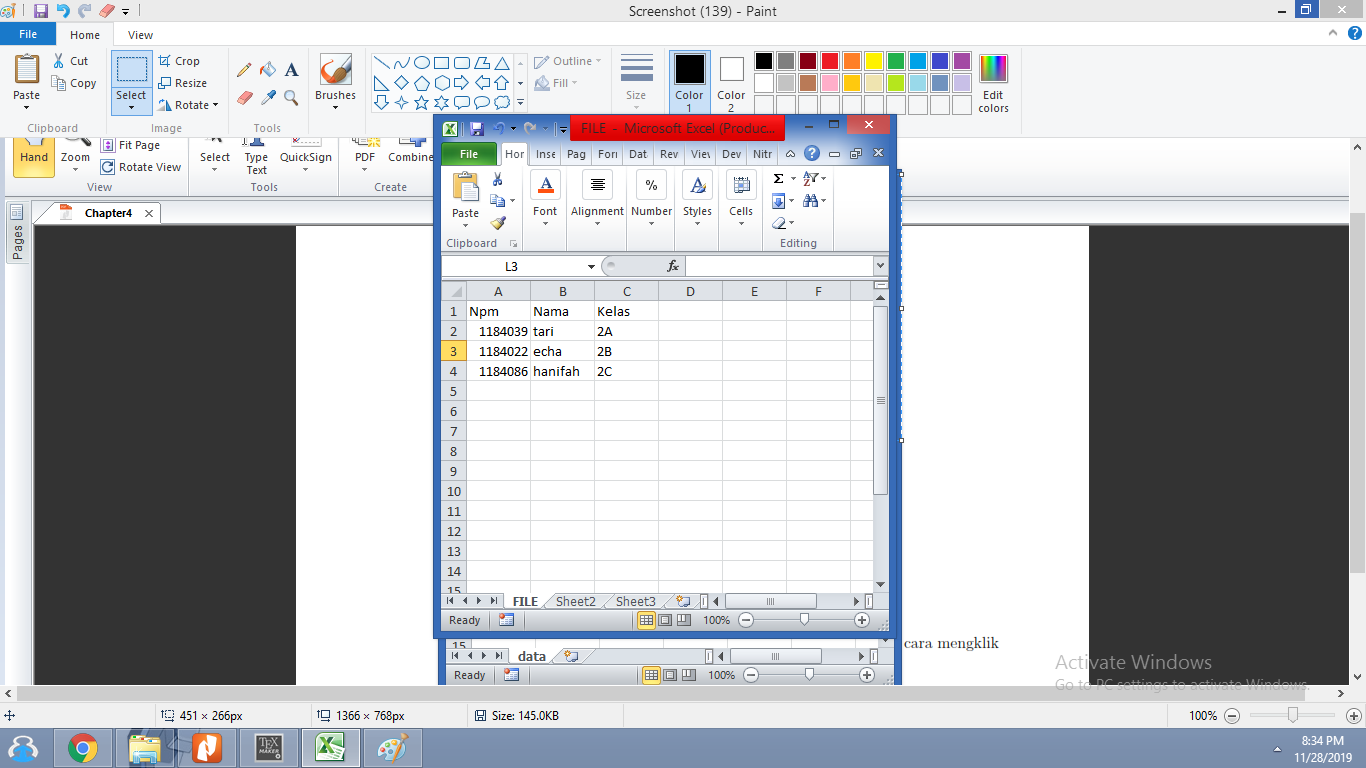 Screenshot (139) - Paint
File Home View
Paste Cut Copy Select Crop Resize Rotate Brushes Outline Fill Size Color 1 Color 2 Edit colors
Clipboard Image Tools
Hand Zoom Fit Page Rotate View Select Type Text QuickSign PDF Combine
View Tools Create
Pages
Chapter4
FILE - Microsoft Excel (Produc...
File Hor Inse Pag For Dat Rev Viev Dev Nitr
Paste Font Alignment Number Styles Cells
Clipboard Editing
L3 fx
A B C D E F
1 Npm Nama Kelas
2 1184039 tari 2A
3 1184022 echa 2B
4 1184086 hanifah 2C
5
6
7
8
9
10
11
12
13
14
15
FILE Sheet2 Sheet3
Ready 100%
15
cara mengklik
data
Ready 100%
Activate Windows
Go to PC settings to activate Windows.
451 × 266px 1366 × 768px Size: 145.0KB 100%
TEX MAKER
8:34 PM
11/28/2019